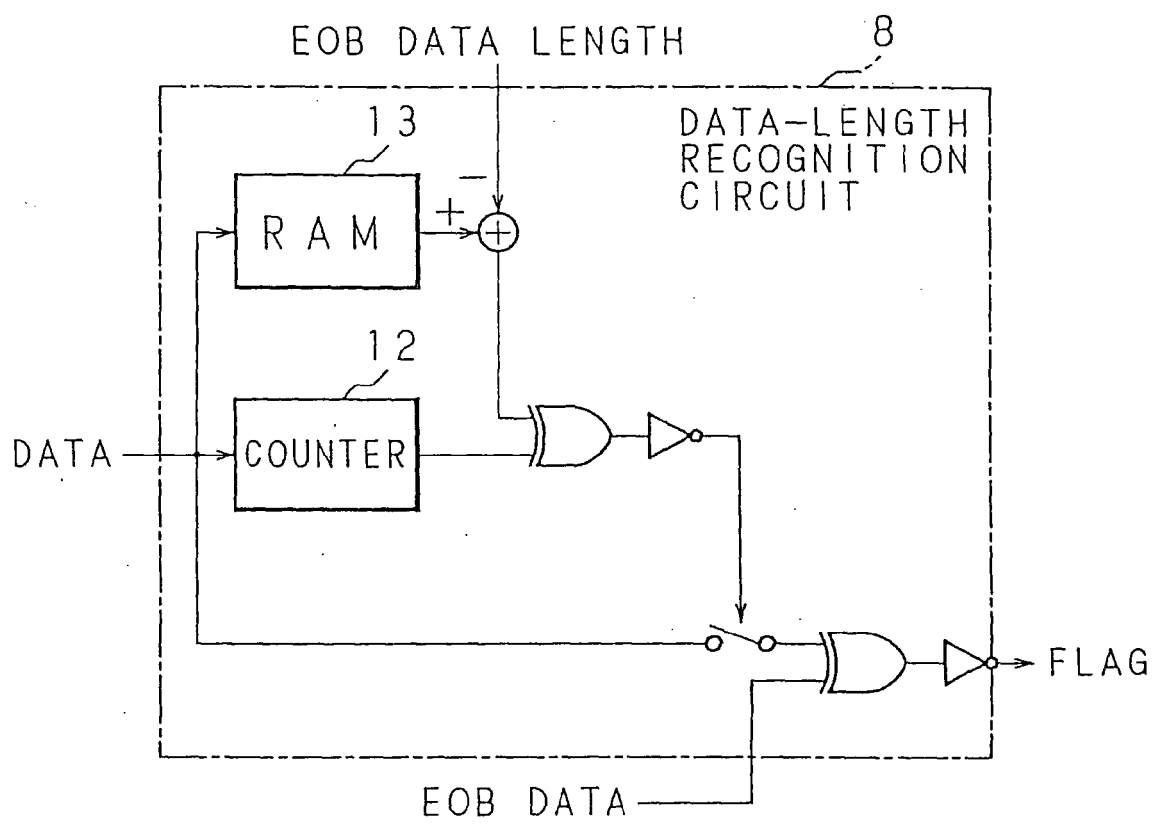 EOB DATA LENGTH
8
DATA-LENGTH
RECOGNITION
CIRCUIT
13
−
+
RAM
+
12
DATA
COUNTER
FLAG
EOB DATA